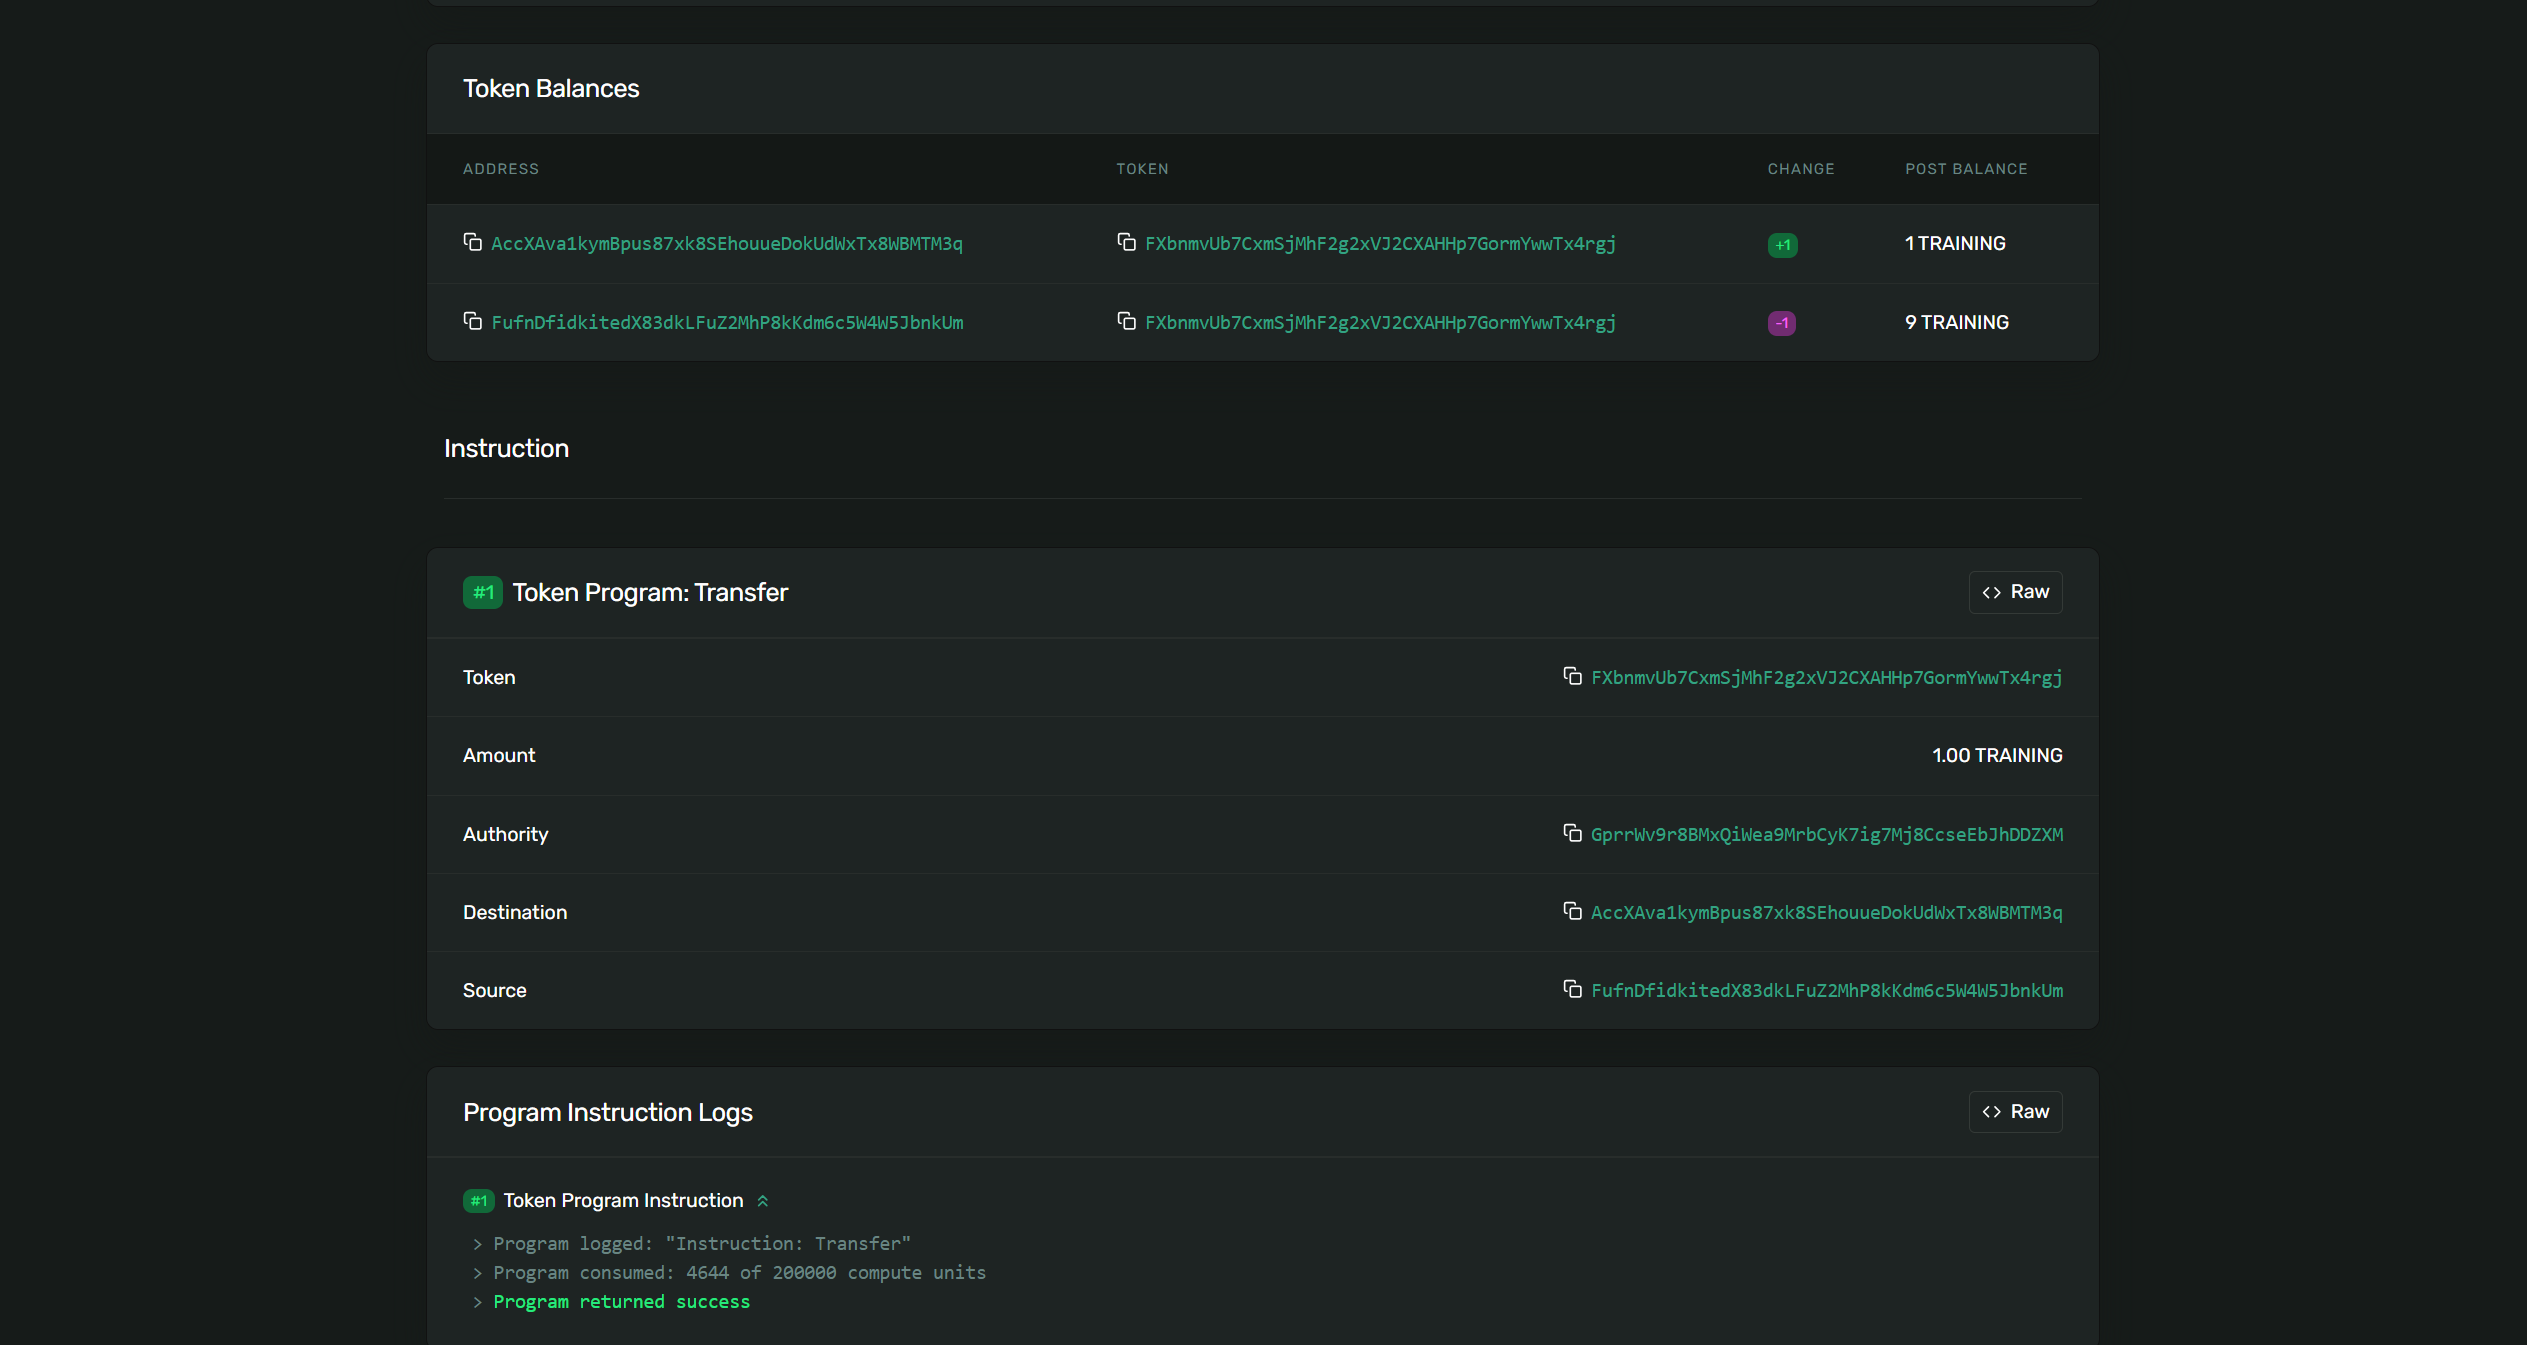 Token Balances
ADDRESS TOKEN CHANGE POST BALANCE
AccXAva1kymBpus87xk8SEhouueDokUdWxTx8WBMTM3q FXbnmvUb7CxmSjMhF2g2xVJ2CXAHHp7GormYwwTx4rgj +1 1 TRAINING
FufnDfidkitedX83dkLFuZ2MhP8kKdm6c5W4W5JbnkUm FXbnmvUb7CxmSjMhF2g2xVJ2CXAHHp7GormYwwTx4rgj -1 9 TRAINING
Instruction
#1 Token Program: Transfer <> Raw
Token FXbnmvUb7CxmSjMhF2g2xVJ2CXAHHp7GormYwwTx4rgj
Amount 1.00 TRAINING
Authority GprrWv9r8BMxQiWea9MrbCyK7ig7Mj8CcseEbJhDDZXM
Destination AccXAva1kymBpus87xk8SEhouueDokUdWxTx8WBMTM3q
Source FufnDfidkitedX83dkLFuZ2MhP8kKdm6c5W4W5JbnkUm
Program Instruction Logs <> Raw
#1 Token Program Instruction
> Program logged: "Instruction: Transfer"
> Program consumed: 4644 of 200000 compute units
> Program returned success